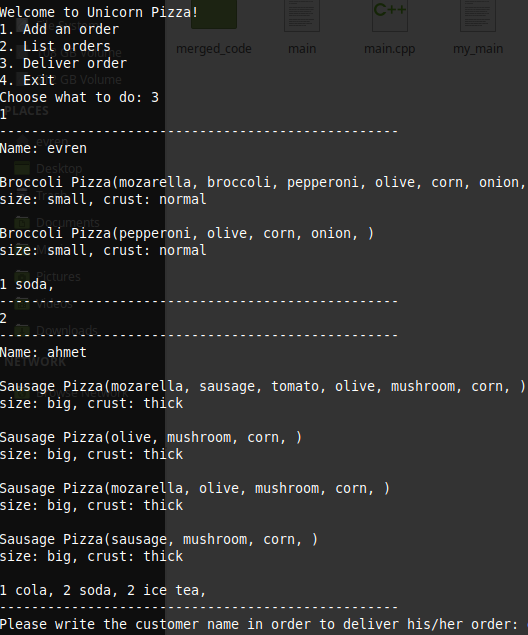 Welcome to Unicorn Pizza!
1. Add an order
2. List orders
3. Deliver order
4. Exit
Choose what to do: 3
1
--------------------------------------------------
Name: evren
Broccoli Pizza(mozarella, broccoli, pepperoni, olive, corn, onion,
size: small, crust: normal
Broccoli Pizza(pepperoni, olive, corn, onion, )
size: small, crust: normal
1 soda,
--------------------------------------------------
2
--------------------------------------------------
Name: ahmet
Sausage Pizza(mozarella, sausage, tomato, olive, mushroom, corn, )
size: big, crust: thick
Sausage Pizza(olive, mushroom, corn, )
size: big, crust: thick
Sausage Pizza(mozarella, olive, mushroom, corn, )
size: big, crust: thick
Sausage Pizza(sausage, mushroom, corn, )
size: big, crust: thick
1 cola, 2 soda, 2 ice tea,
--------------------------------------------------
Please write the customer name in order to deliver his/her order:
C++
merged_code
main
main.cpp
my_main
GB Volume
GB Volume
PLACES
Desktop
Documents
Pictures
Videos
Downloads
NETWORK
Network